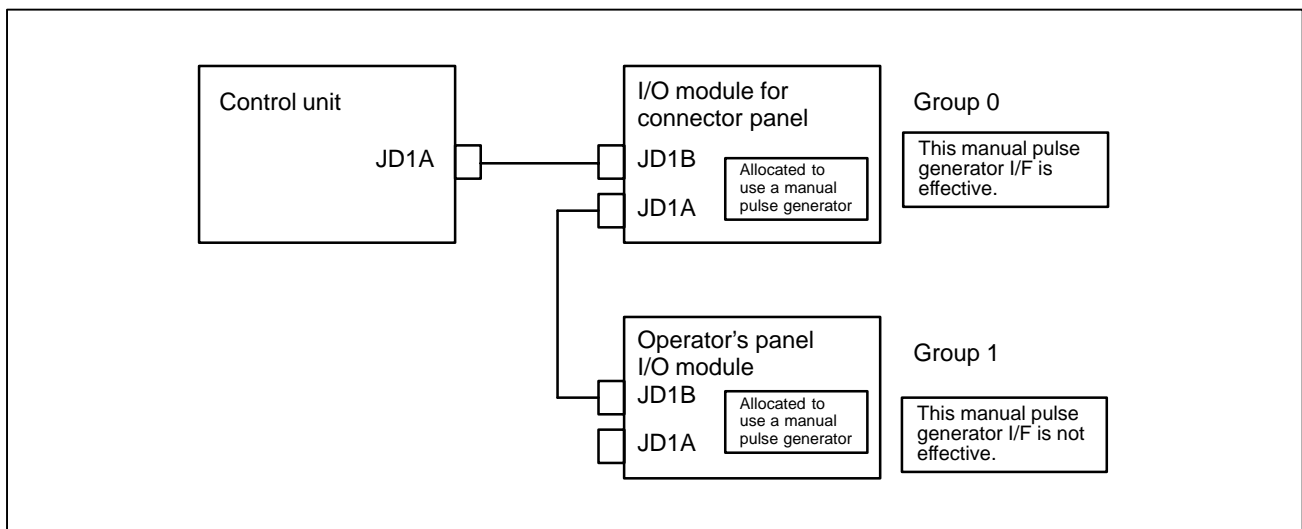 Control unit
JD1A
I/O module for
connector panel
JD1B
JD1A
Allocated to
use a manual
pulse generator
Group 0
This manual pulse
generator I/F is
effective.
Operator’s panel
I/O module
JD1B
JD1A
Allocated to
use a manual
pulse generator
Group 1
This manual pulse
generator I/F is not
effective.